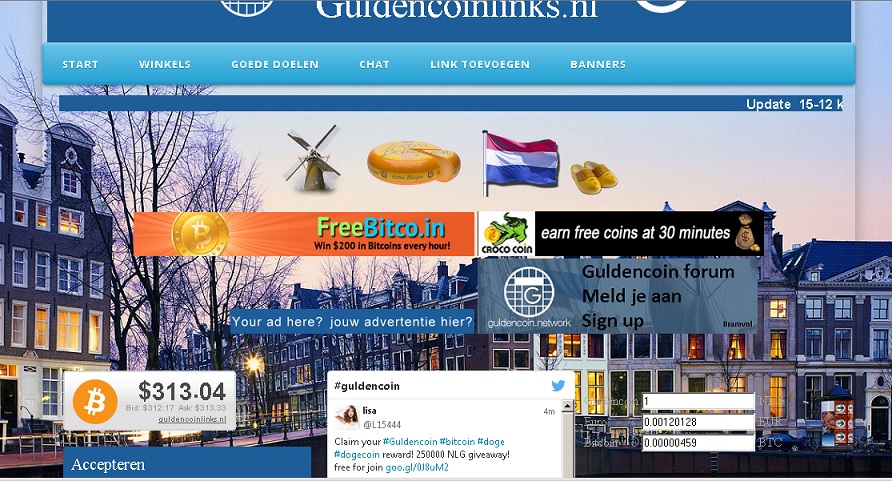 Guldencoinlinks.nl
START WINKELS GOEDE DOELEN CHAT LINK TOEVOEGEN BANNERS
Update 15-12 k
FreeBitco.in
Win $200 in Bitcoins every hour!
CROCO COIN
earn free coins at 30 minutes
Guldencoin forum
Meld je aan
Sign up
guldencoin.network
Bramvnl
Your ad here? jouw advertentie hier?
$313.04
Bid: $312.17 Ask: $313.33
guldencoinlinks.nl
#guldencoin
lisa
4m
@L15444
Claim your #Guldencoin #bitcoin #doge
#dogecoin reward! 250000 NLG giveaway!
free for join goo.gl/0J8uM2
Guldencoin 1 NLG
Euro 0.00120128 EUR
Bitcoin 0.00000459 BTC
Accepteren